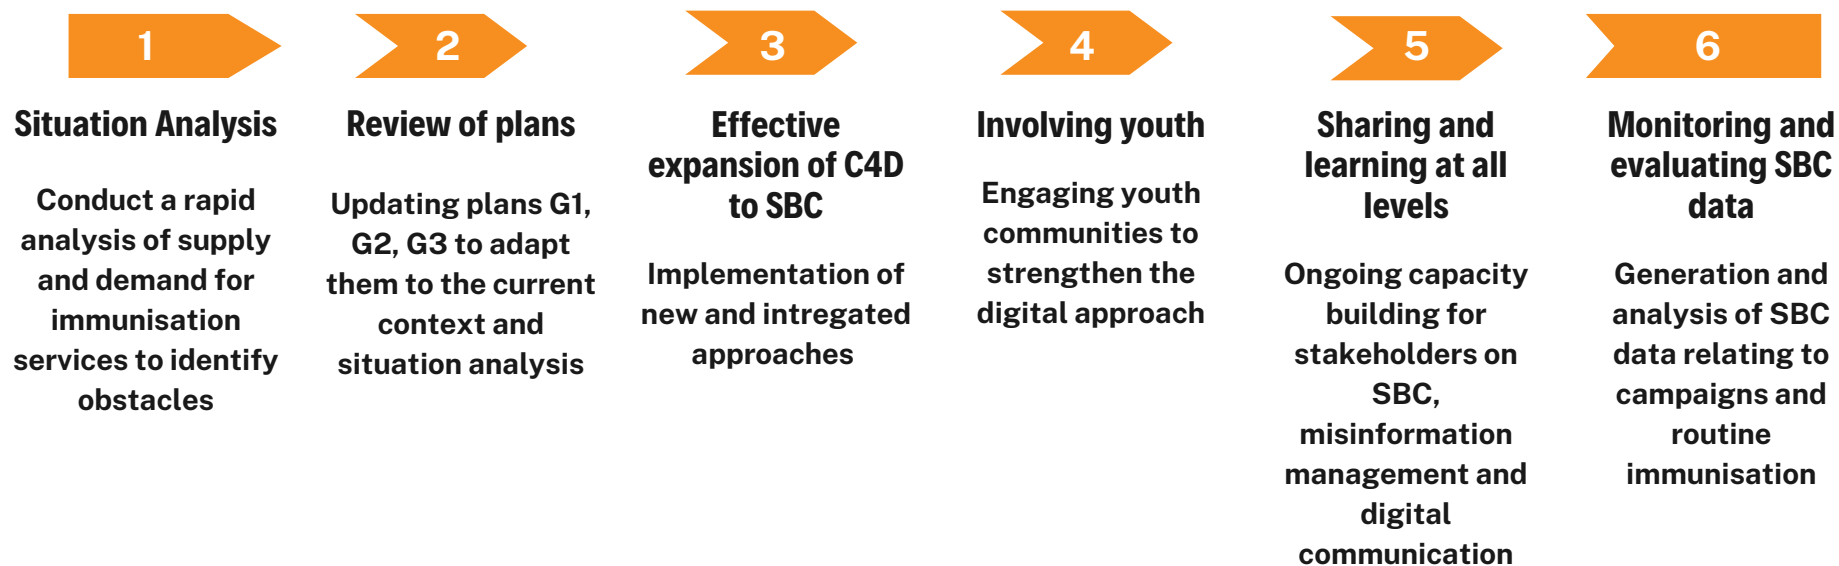 1
Situation Analysis
Conduct a rapid
analysis of supply
and demand for
immunisation
services to identify
obstacles
2
Review of plans
Updating plans G1,
G2, G3 to adapt
them to the current
context and
situation analysis
3
Effective
expansion of C4D
to SBC
Implementation of
new and intregated
approaches
4
Involving youth
Engaging youth
communities to
strengthen the
digital approach
5
Sharing and
learning at all
levels
Ongoing capacity
building for
stakeholders on
SBC,
misinformation
management and
digital
communication
6
Monitoring and
evaluating SBC
data
Generation and
analysis of SBC
data relating to
campaigns and
routine
immunisation